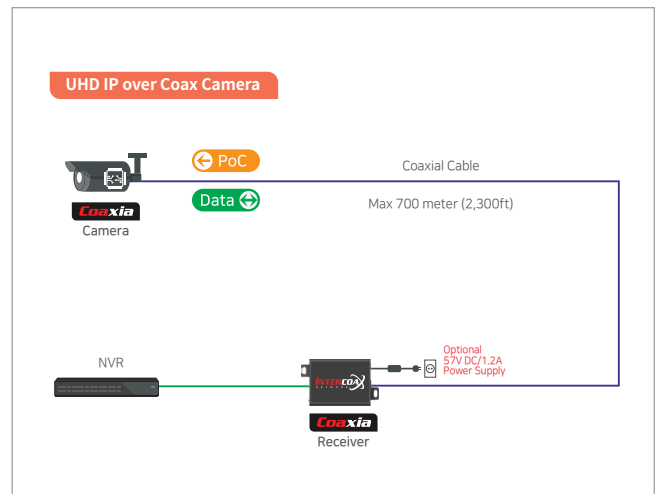 UHD IP over Coax Camera
PoC
Coaxial Cable
Data
Max 700 meter (2,300ft)
Coaxia
Camera
NVR
Optional
57V DC/1.2A
Power Supply
INTERCOAX
NETWORK
Coaxia
Receiver